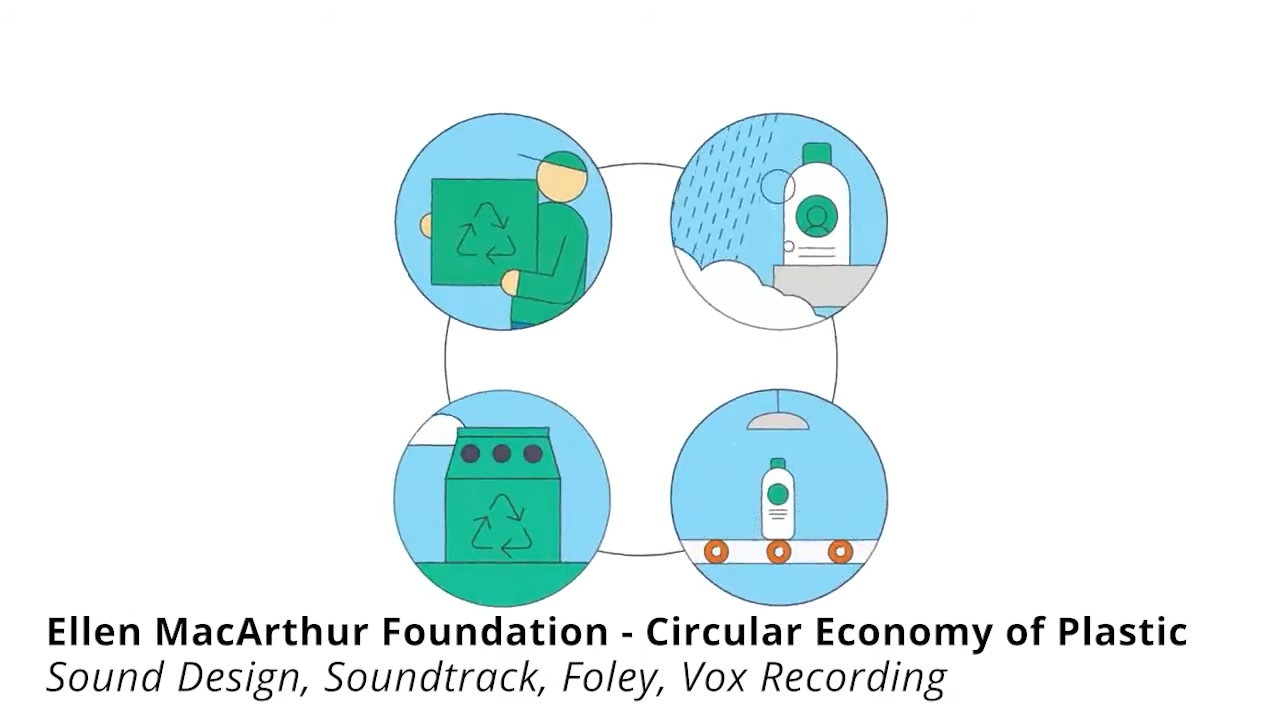 Ellen MacArthur Foundation - Circular Economy of Plastic
Sound Design, Soundtrack, Foley, Vox Recording